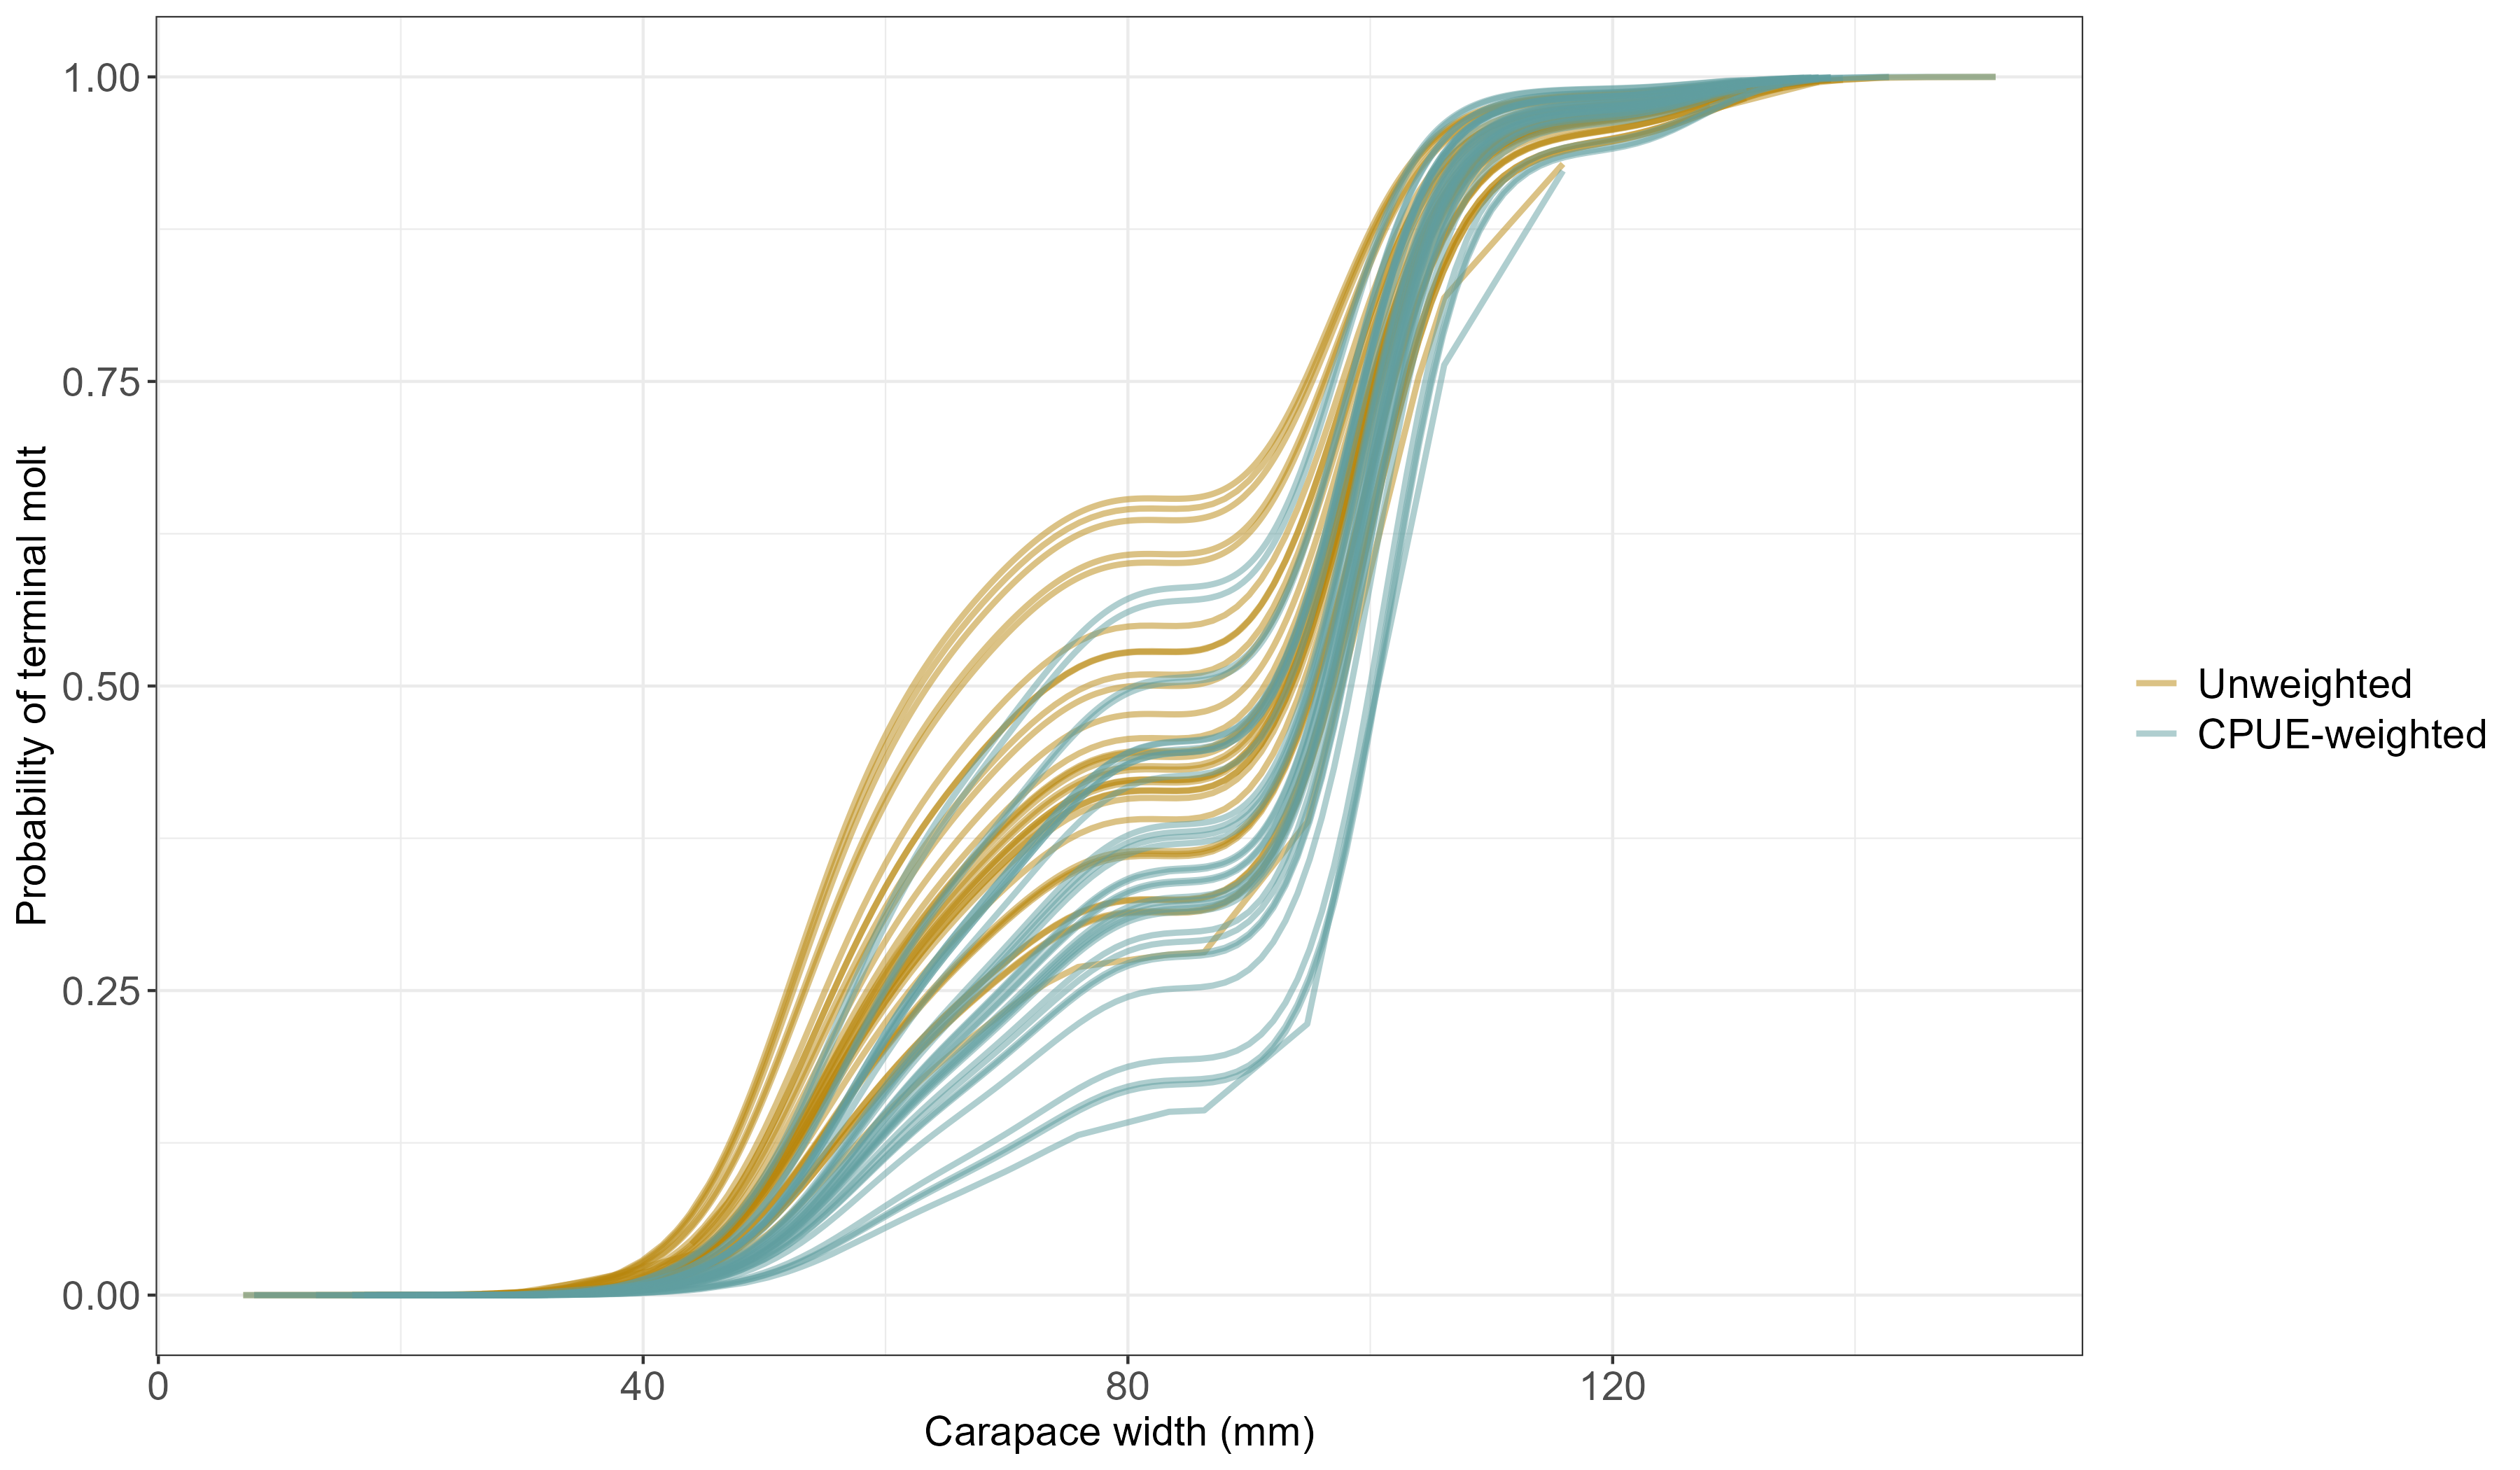 Probability of terminal molt
1.00
0.75
0.50
0.25
0.00
0
40
80
120
Carapace width (mm)
Unweighted
CPUE-weighted